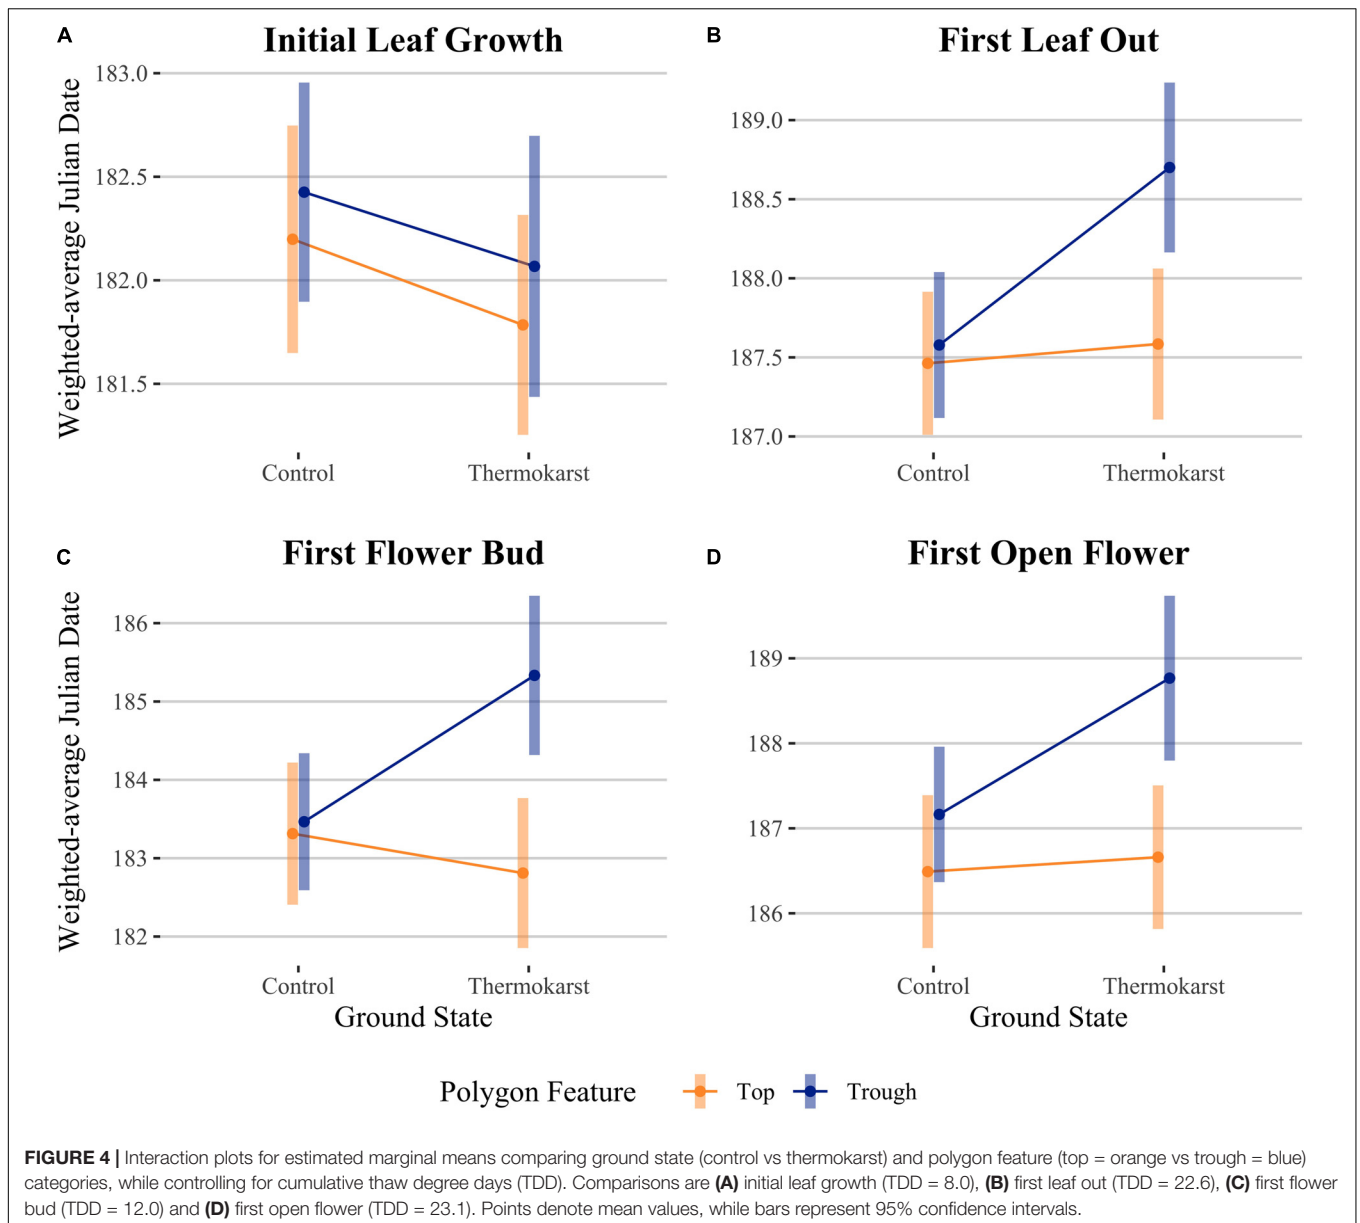 A
Initial Leaf Growth
Weighted-average Julian Date
183.0
182.5
182.0
181.5
Control
Thermokarst
B
First Leaf Out
189.0
188.5
188.0
187.5
187.0
Control
Thermokarst
C
First Flower Bud
Weighted-average Julian Date
186
185
184
183
182
Control
Thermokarst
Ground State
D
First Open Flower
189
188
187
186
Control
Thermokarst
Ground State
Polygon Feature
Top
Trough
FIGURE 4 | Interaction plots for estimated marginal means comparing ground state (control vs thermokarst) and polygon feature (top = orange vs trough = blue)
categories, while controlling for cumulative thaw degree days (TDD). Comparisons are (A) initial leaf growth (TDD = 8.0), (B) first leaf out (TDD = 22.6), (C) first flower
bud (TDD = 12.0) and (D) first open flower (TDD = 23.1). Points denote mean values, while bars represent 95% confidence intervals.